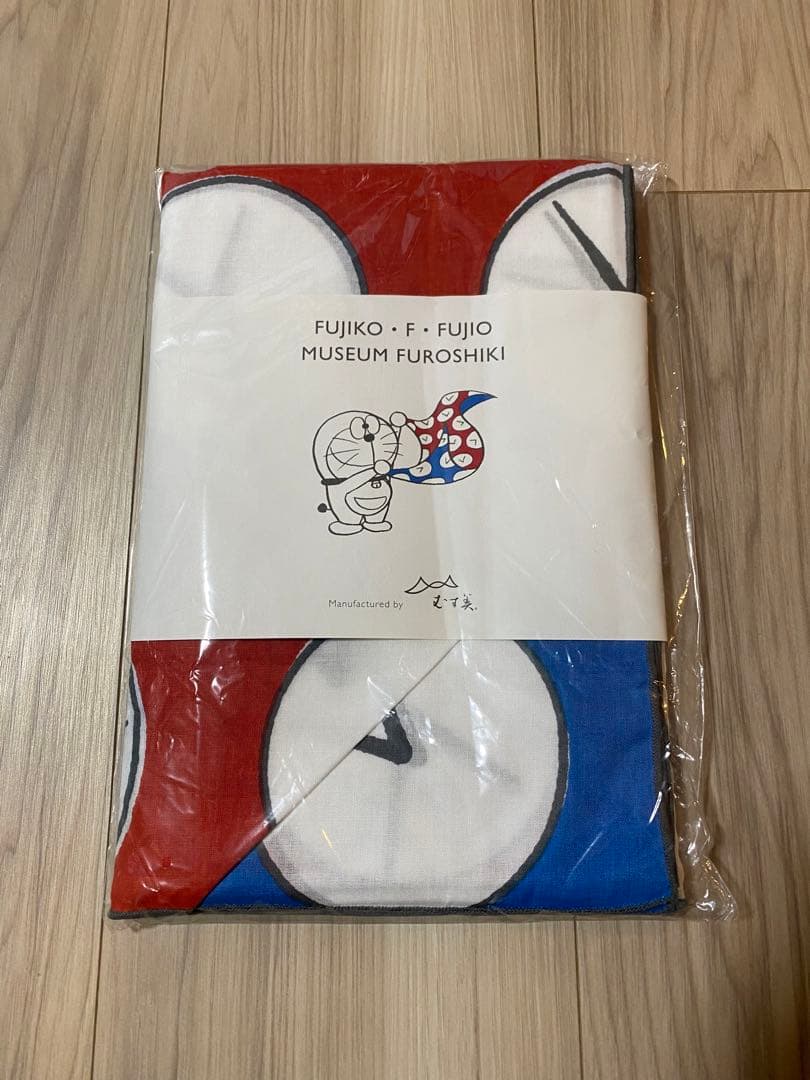 FUJIKO・F・FUJIO
MUSEUM FUROSHIKI
Manufactured by むす美。